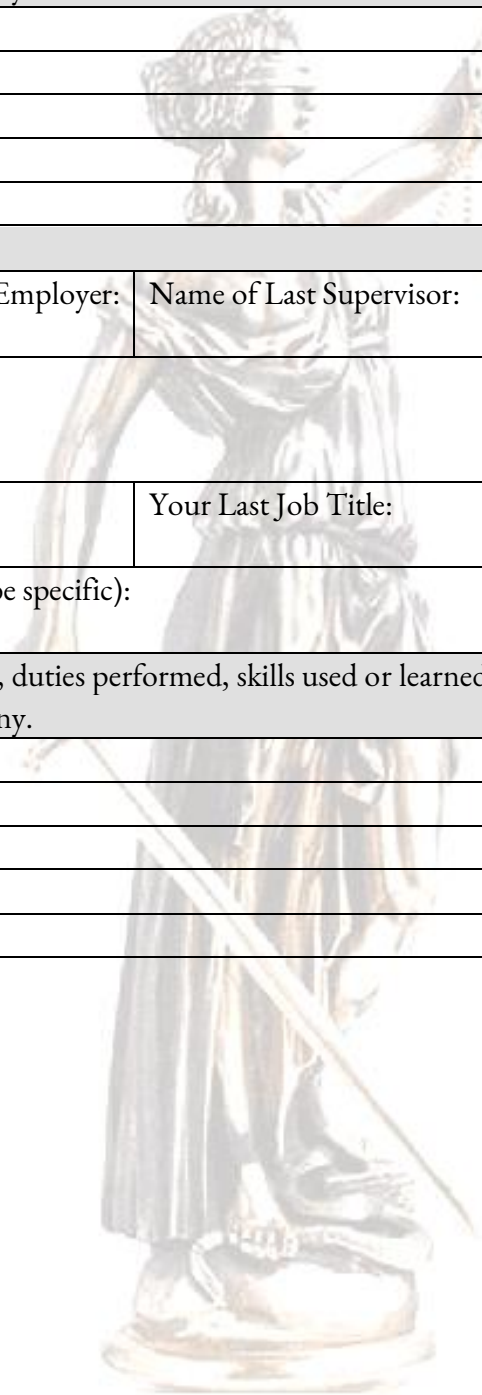 Employer: Name of Last Supervisor:
Your Last Job Title:
be specific):
, duties performed, skills used or learned
ny.